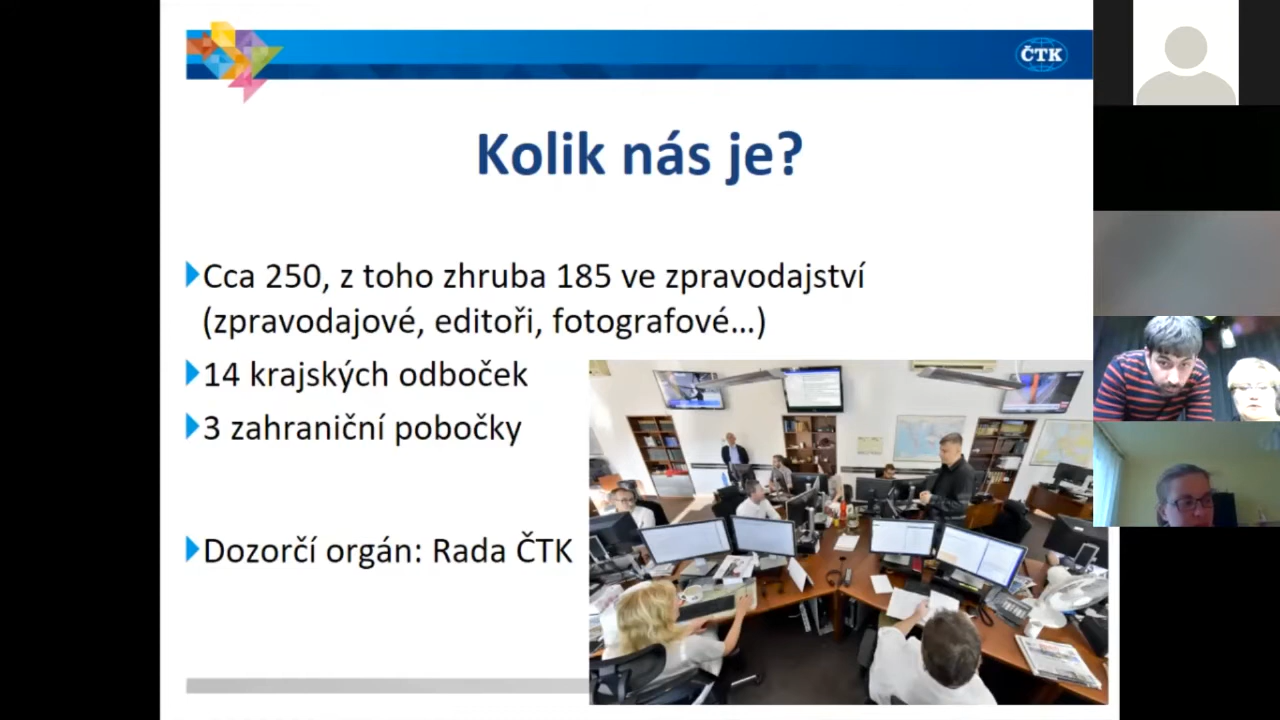 ČTK
Kolik nás je?
Cca 250, z toho zhruba 185 ve zpravodajství
(zpravodajové, editoři, fotografové…)
14 krajských odboček
3 zahraniční pobočky
Dozorčí orgán: Rada ČTK